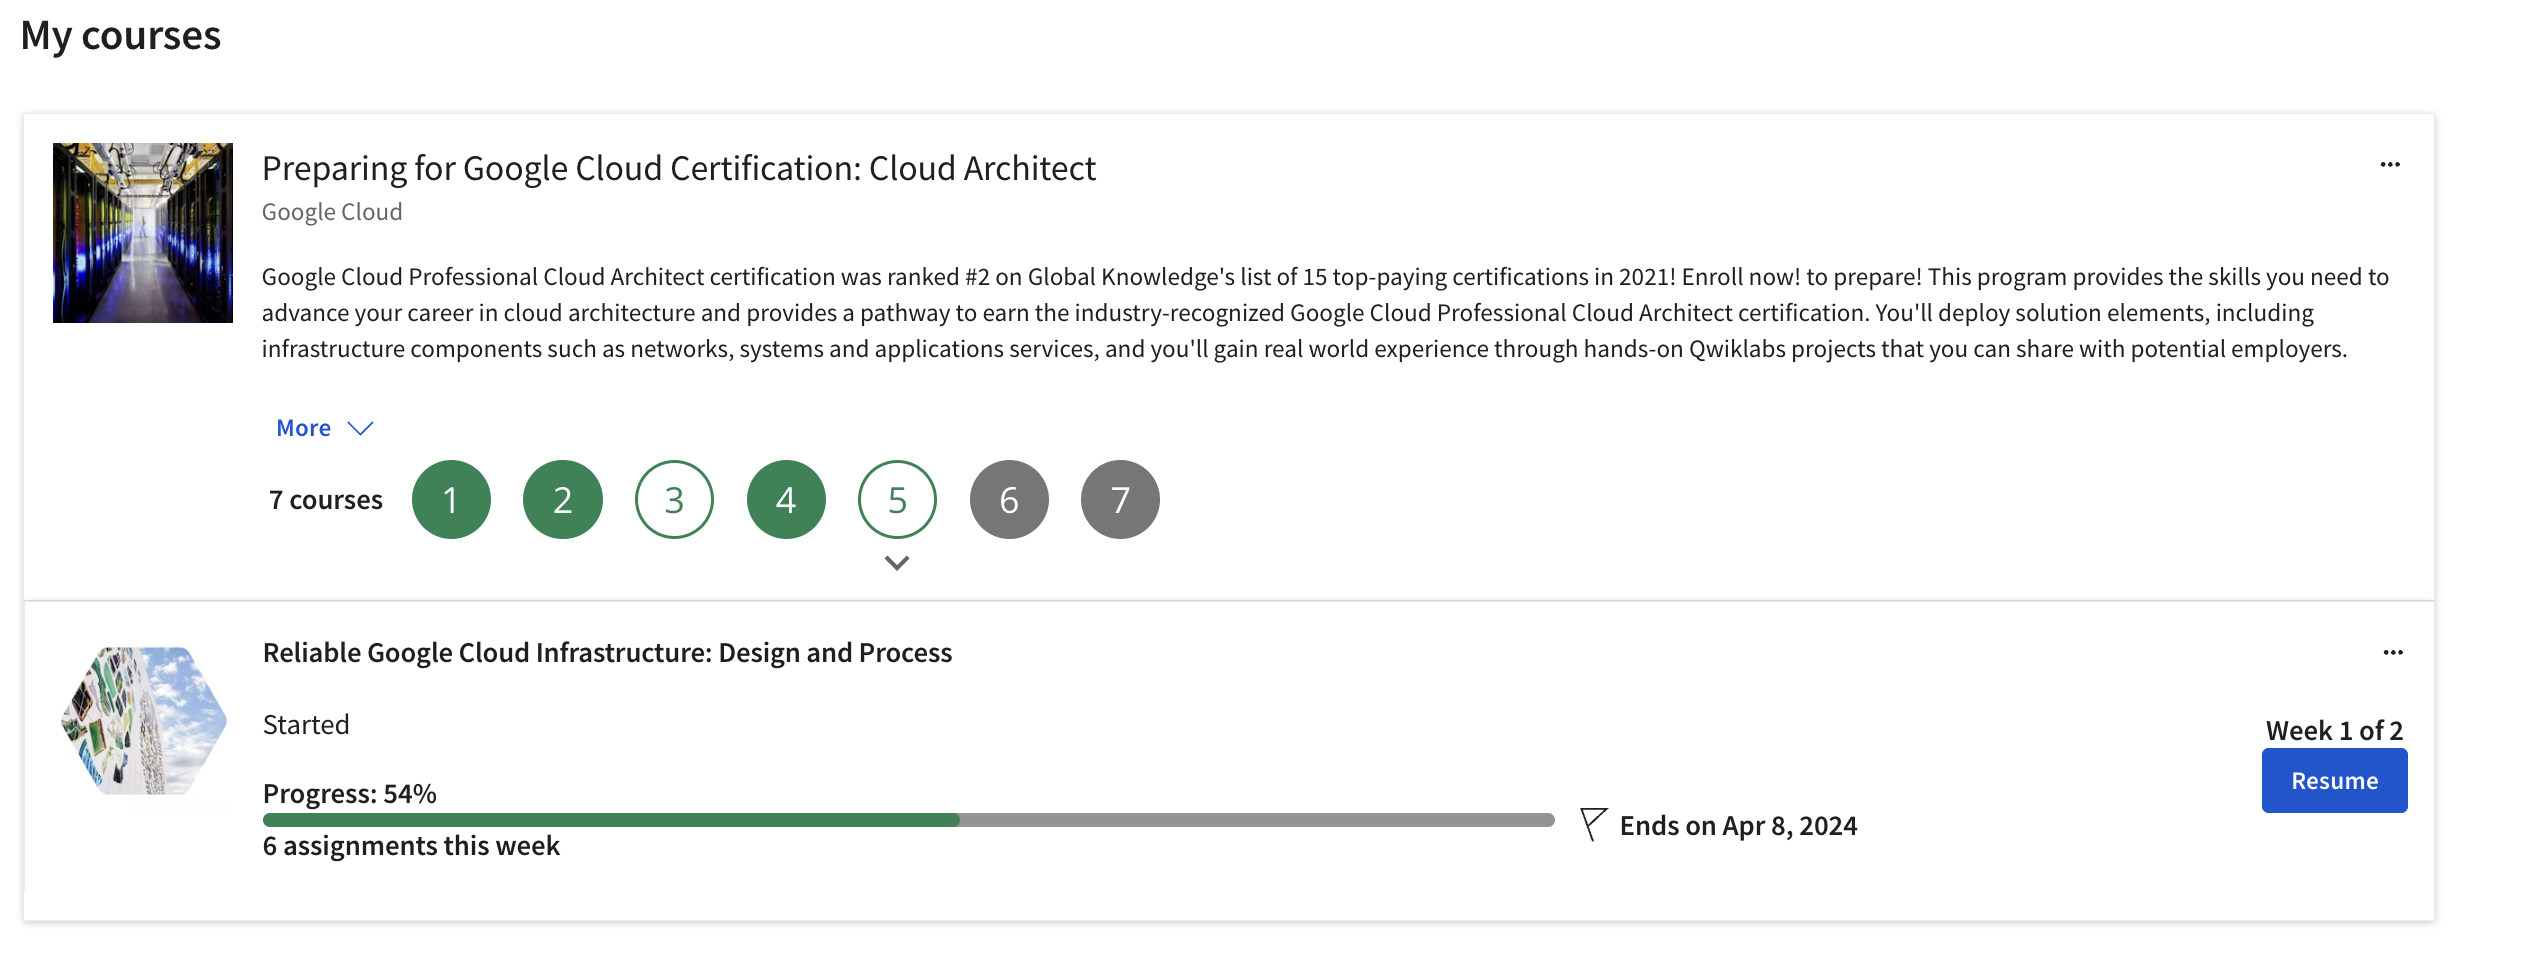 My courses
Preparing for Google Cloud Certification: Cloud Architect
Google Cloud
Google Cloud Professional Cloud Architect certification was ranked #2 on Global Knowledge's list of 15 top-paying certifications in 2021! Enroll now! to prepare! This program provides the skills you need to
advance your career in cloud architecture and provides a pathway to earn the industry-recognized Google Cloud Professional Cloud Architect certification. You'll deploy solution elements, including
infrastructure components such as networks, systems and applications services, and you'll gain real world experience through hands-on Qwiklabs projects that you can share with potential employers.
More
7 courses 1 2 3 4 5 6 7
Reliable Google Cloud Infrastructure: Design and Process
Started
Week 1 of 2
Resume
Progress: 54%
Ends on Apr 8, 2024
6 assignments this week